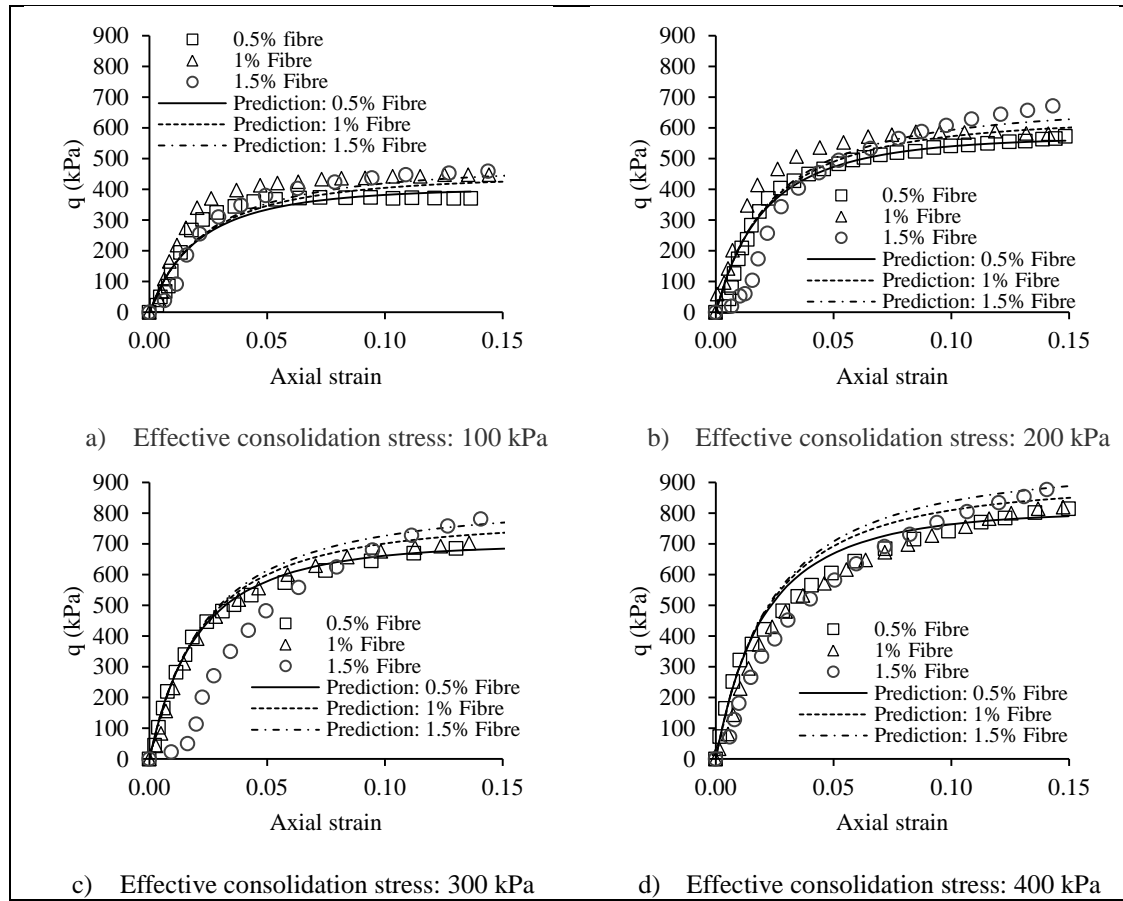 900
800
700
600
500
400
300
200
100
0
q (kPa)
0.5% fibre
1% Fibre
1.5% Fibre
Prediction: 0.5% Fibre
Prediction: 1% Fibre
Prediction: 1.5% Fibre
0.00 0.05 0.10 0.15
Axial strain
a) Effective consolidation stress: 100 kPa
900
800
700
600
500
400
300
200
100
0
q (kPa)
0.5% Fibre
1% Fibre
1.5% Fibre
Prediction: 0.5% Fibre
Prediction: 1% Fibre
Prediction: 1.5% Fibre
0.00 0.05 0.10 0.15
Axial strain
b) Effective consolidation stress: 200 kPa
900
800
700
600
500
400
300
200
100
0
q (kPa)
0.5% Fibre
1% Fibre
1.5% Fibre
Prediction: 0.5% Fibre
Prediction: 1% Fibre
Prediction: 1.5% Fibre
0.00 0.05 0.10 0.15
Axial strain
c) Effective consolidation stress: 300 kPa
900
800
700
600
500
400
300
200
100
0
q (kPa)
0.5% Fibre
1% Fibre
1.5% Fibre
Prediction: 0.5% Fibre
Prediction: 1% Fibre
Prediction: 1.5% Fibre
0.00 0.05 0.10 0.15
Axial strain
d) Effective consolidation stress: 400 kPa